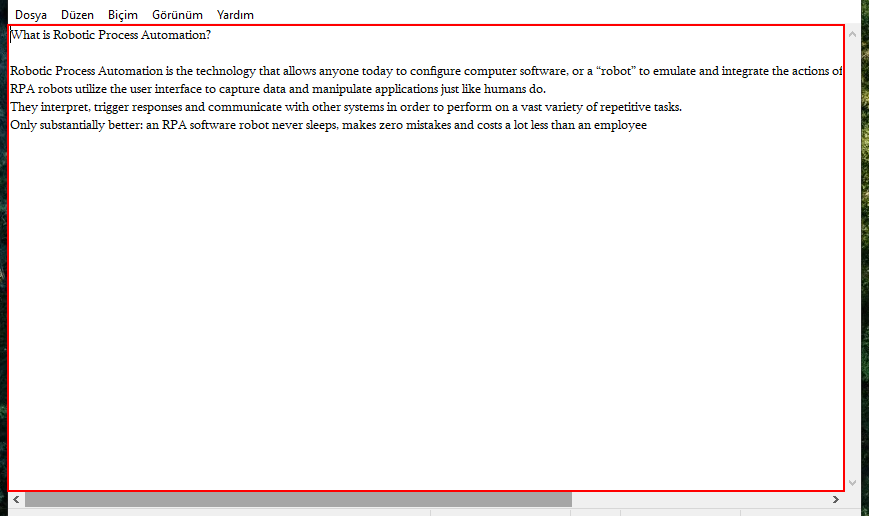 Dosya Düzen Biçim Görünüm Yardım
What is Robotic Process Automation?
Robotic Process Automation is the technology that allows anyone today to configure computer software, or a “robot” to emulate and integrate the actions of
RPA robots utilize the user interface to capture data and manipulate applications just like humans do.
They interpret, trigger responses and communicate with other systems in order to perform on a vast variety of repetitive tasks.
Only substantially better: an RPA software robot never sleeps, makes zero mistakes and costs a lot less than an employee